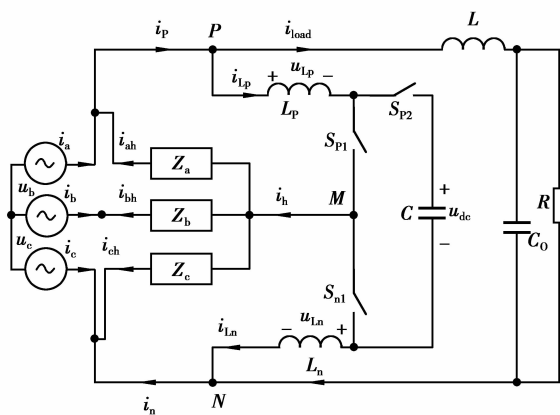 i_P P i_load L
i_Lp + u_Lp −
L_P S_P2
i_a i_ah Z_a S_P1
u_b
i_b i_bh Z_b i_h M + R
C u_dc
u_c −
i_c i_ch Z_c C_O
S_n1
i_Ln − u_Ln +
L_n
i_n N